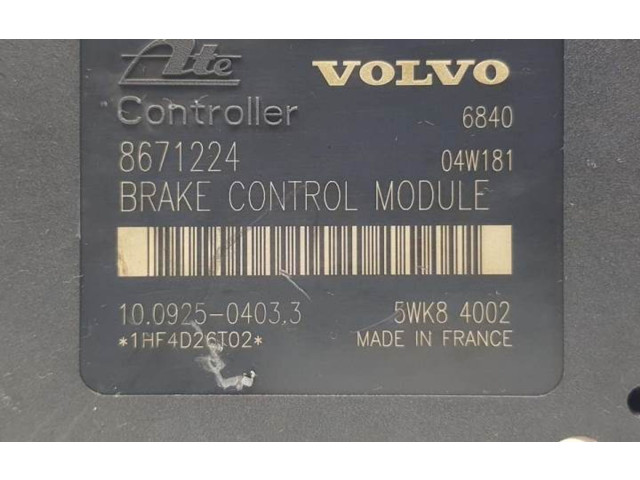 Ate VOLVO
Controller 6840
8671224 04W181
BRAKE CONTROL MODULE
10.0925-0403.3 5WK8 4002
*1HF4D26T02* MADE IN FRANCE